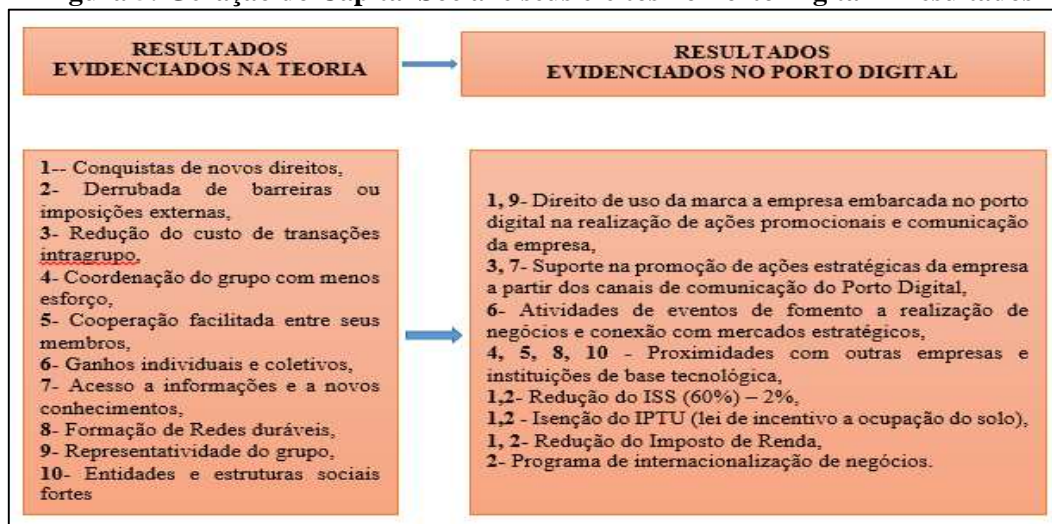 RESULTADOS
EVIDENCIADOS NA TEORIA
RESULTADOS
EVIDENCIADOS NO PORTO DIGITAL
1-- Conquistas de novos direitos,
2- Derrubada de barreiras ou
imposições externas,
3- Redução do custo de transações
intragrupo,
4- Coordenação do grupo com menos
esforço,
5- Cooperação facilitada entre seus
membros,
6- Ganhos individuais e coletivos,
7- Acesso a informações e a novos
conhecimentos,
8- Formação de Redes duráveis,
9- Representatividade do grupo,
10- Entidades e estruturas sociais
fortes
1, 9- Direito de uso da marca a empresa embarcada no porto
digital na realização de ações promocionais e comunicação
da empresa,
3, 7- Suporte na promoção de ações estratégicas da empresa
a partir dos canais de comunicação do Porto Digital,
6- Atividades de eventos de fomento a realização de
negócios e conexão com mercados estratégicos,
4, 5, 8, 10 - Proximidades com outras empresas e
instituições de base tecnológica,
1,2- Redução do ISS (60%) – 2%,
1,2 - Isenção do IPTU (lei de incentivo a ocupação do solo),
1, 2- Redução do Imposto de Renda,
2- Programa de internacionalização de negócios.